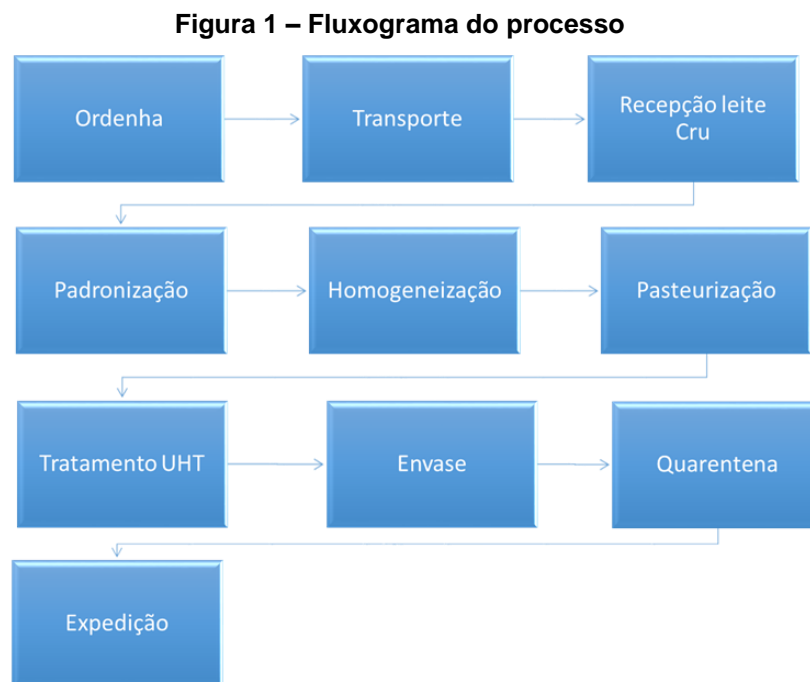 Figura 1 – Fluxograma do processo
Ordenha
Transporte
Recepção leite
Cru
Padronização
Homogeneização
Pasteurização
Tratamento UHT
Envase
Quarentena
Expedição